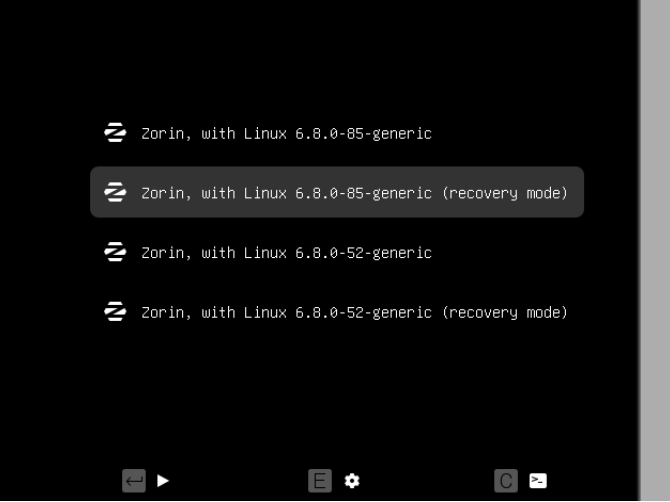 Zorin, with Linux 6.8.0-85-generic
Zorin, with Linux 6.8.0-85-generic (recovery mode)
Zorin, with Linux 6.8.0-52-generic
Zorin, with Linux 6.8.0-52-generic (recovery mode)
E C